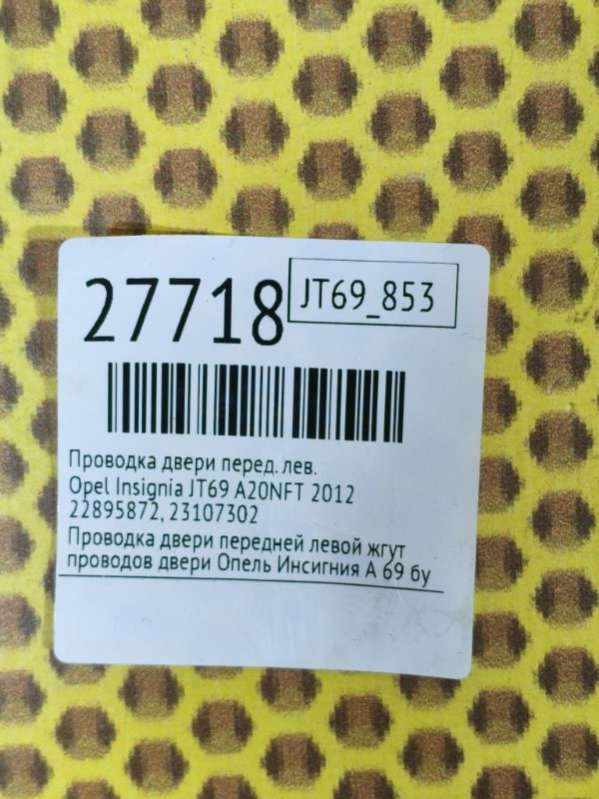 27718
JT69_853
Проводка двери перед. лев.
Opel Insignia JT69 A20NFT 2012
22895872, 23107302
Проводка двери передней левой жгут
проводов двери Опель Инсигния А 69 бу